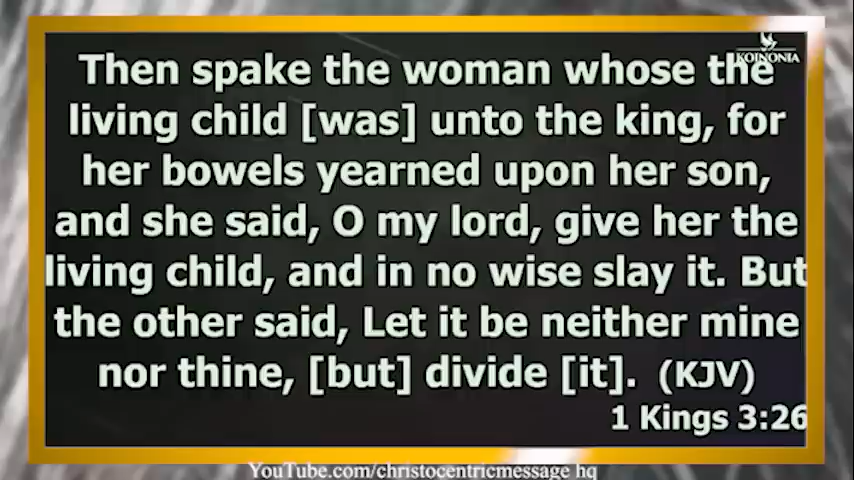 KOINONIA
Then spake the woman whose the
living child [was] unto the king, for
her bowels yearned upon her son,
and she said, O my lord, give her the
living child, and in no wise slay it. But
the other said, Let it be neither mine
nor thine, [but] divide [it]. (KJV)
1 Kings 3:26
YouTube.com/christocentricmessage hq